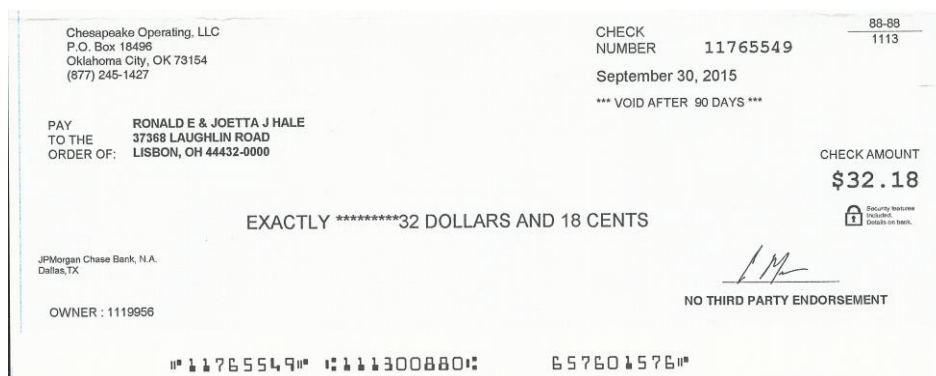 Chesapeake Operating, LLC
P.O. Box 18496
Oklahoma City, OK 73154
(877) 245-1427
CHECK
NUMBER 11765549
88-88
1113
September 30, 2015
*** VOID AFTER 90 DAYS ***
PAY
TO THE
ORDER OF:
RONALD E & JOETTA J HALE
37368 LAUGHLIN ROAD
LISBON, OH 44432-0000
CHECK AMOUNT
$32.18
Security features
included.
Details on back.
EXACTLY *********32 DOLLARS AND 18 CENTS
JPMorgan Chase Bank, N.A.
Dallas,TX
NO THIRD PARTY ENDORSEMENT
OWNER : 1119956
⑈11765549⑈ ⑆111300880⑆ 657601576⑈